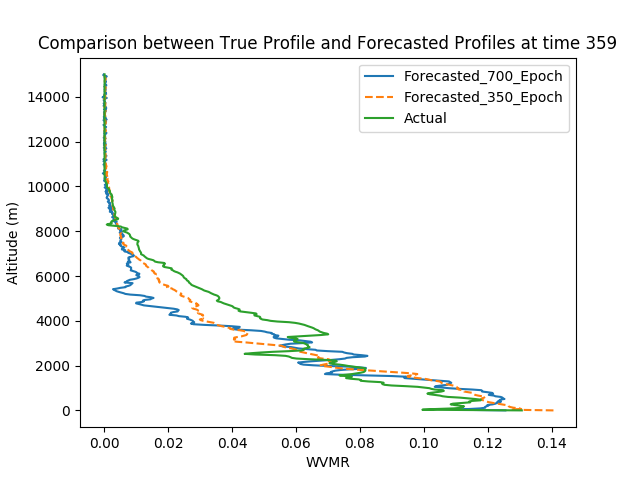 Comparison between True Profile and Forecasted Profiles at time 359
Forecasted_700_Epoch
Forecasted_350_Epoch
Actual
Altitude (m)
14000
12000
10000
8000
6000
4000
2000
0
0.00 0.02 0.04 0.06 0.08 0.10 0.12 0.14
WVMR